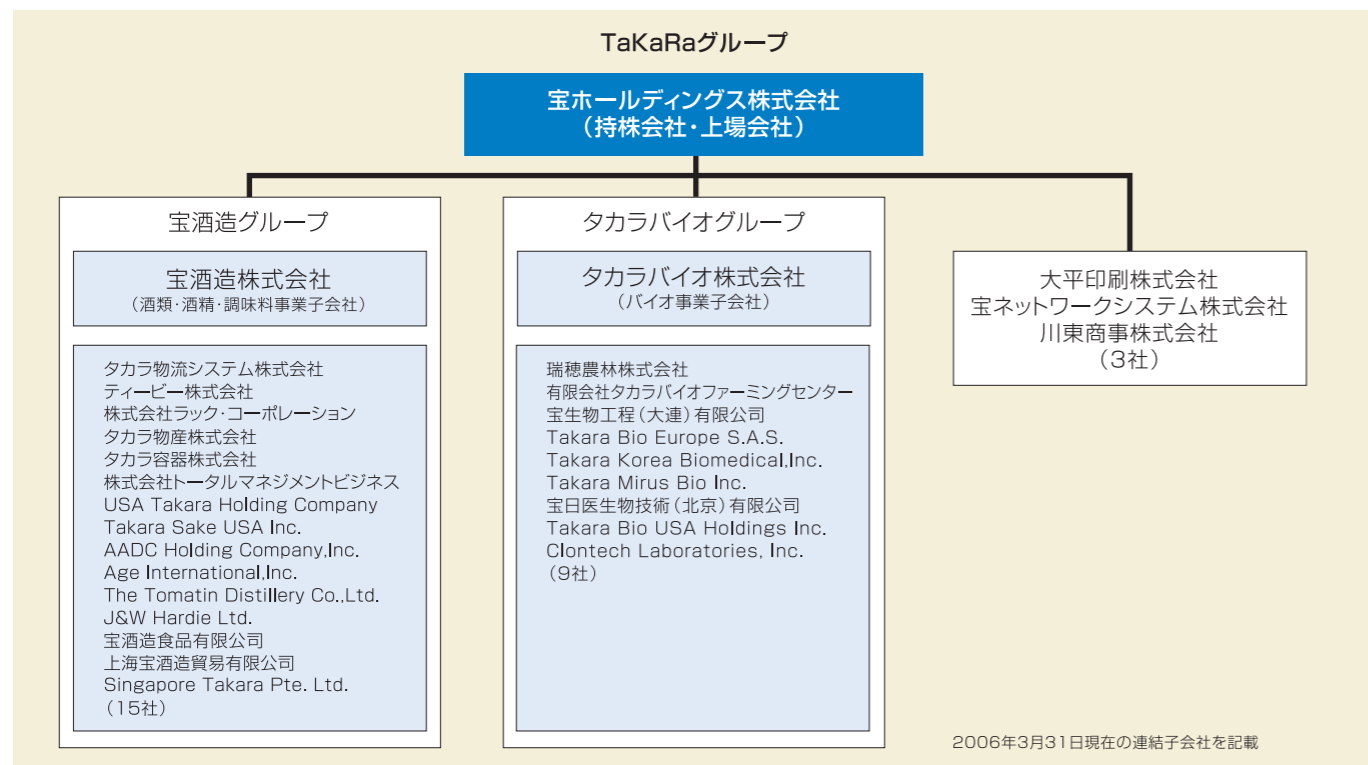 TaKaRaグループ
宝ホールディングス株式会社
（持株会社・上場会社）
宝酒造グループ
宝酒造株式会社
（酒類・酒精・調味料事業子会社）
タカラ物流システム株式会社
ティービー株式会社
株式会社ラック・コーポレーション
タカラ物産株式会社
タカラ容器株式会社
株式会社トータルマネジメントビジネス
USA Takara Holding Company
Takara Sake USA Inc.
AADC Holding Company,Inc.
Age International,Inc.
The Tomatin Distillery Co.,Ltd.
J&W Hardie Ltd.
宝酒造食品有限公司
上海宝酒造貿易有限公司
Singapore Takara Pte. Ltd.
（15社）
タカラバイオグループ
タカラバイオ株式会社
（バイオ事業子会社）
瑞穂農林株式会社
有限会社タカラバイオファーミングセンター
宝生物工程（大連）有限公司
Takara Bio Europe S.A.S.
Takara Korea Biomedical,Inc.
Takara Mirus Bio Inc.
宝日医生物技術（北京）有限公司
Takara Bio USA Holdings Inc.
Clontech Laboratories, Inc.
（9社）
大平印刷株式会社
宝ネットワークシステム株式会社
川東商事株式会社
（3社）
2006年3月31日現在の連結子会社を記載